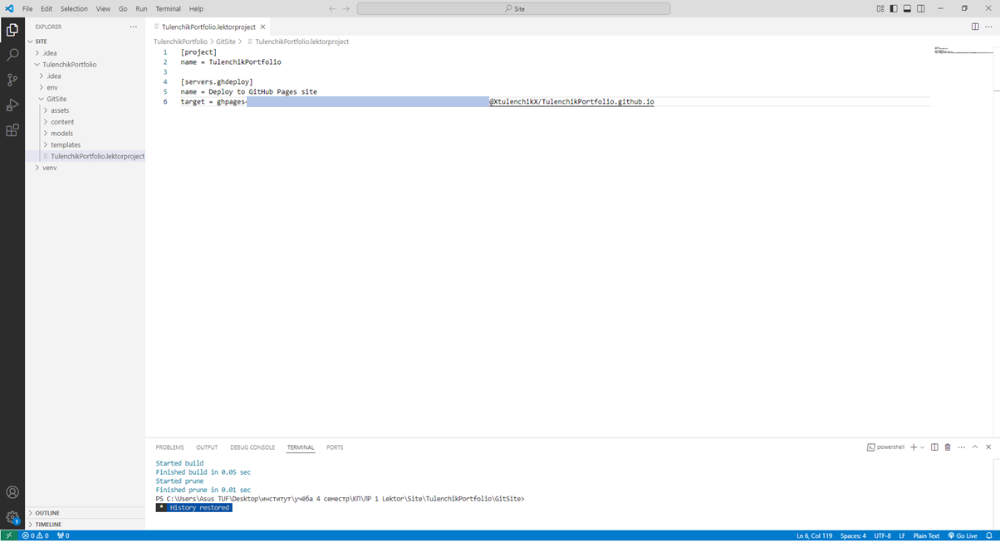 File Edit Selection View Go Run Terminal Help
Site
EXPLORER
TulenchikPortfolio.lektorproject
SITE
TulenchikPortfolio > GitSite > TulenchikPortfolio.lektorproject
.idea
TulenchikPortfolio
.idea
env
GitSite
assets
content
models
templates
TulenchikPortfolio.lektorproject
venv
1 [project]
2 name = TulenchikPortfolio
3
4 [servers.ghdeploy]
5 name = Deploy to GitHub Pages site
6 target = ghpages @XtulenchikX/TulenchikPortfolio.github.io
PROBLEMS OUTPUT DEBUG CONSOLE TERMINAL PORTS
powershell
Started build
Finished build in 0.05 sec
Started prune
Finished prune in 0.01 sec
PS C:\Users\Asus TUF\Desktop\институт\учёба 4 семестр\КП\ЛР 1 Lektor\Site\TulenchikPortfolio\GitSite>
* History restored
OUTLINE
TIMELINE
1
0 0 0
Ln 6, Col 119 Spaces: 4 UTF-8 LF Plain Text Go Live